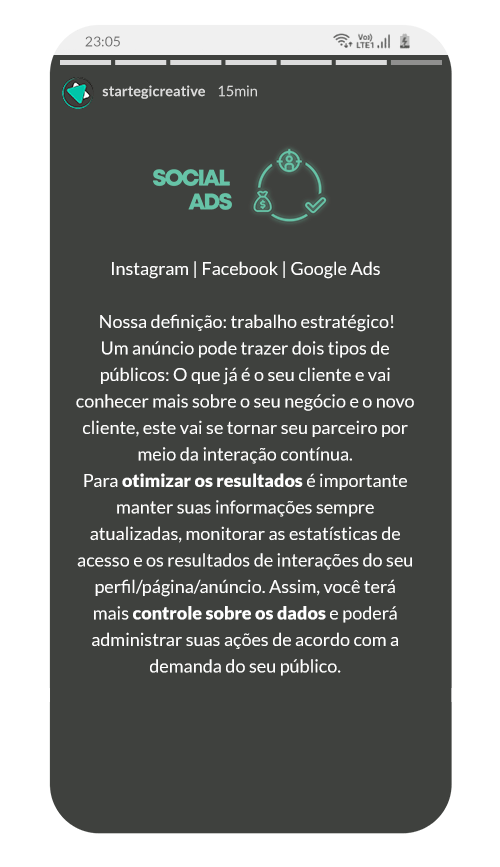 23:05
Vo))
LTE1
startegicreative 15min
SOCIAL
ADS
$
Instagram | Facebook | Google Ads
Nossa definição: trabalho estratégico!
Um anúncio pode trazer dois tipos de
públicos: O que já é o seu cliente e vai
conhecer mais sobre o seu negócio e o novo
cliente, este vai se tornar seu parceiro por
meio da interação contínua.
Para otimizar os resultados é importante
manter suas informações sempre
atualizadas, monitorar as estatísticas de
acesso e os resultados de interações do seu
perfil/página/anúncio. Assim, você terá
mais controle sobre os dados e poderá
administrar suas ações de acordo com a
demanda do seu público.